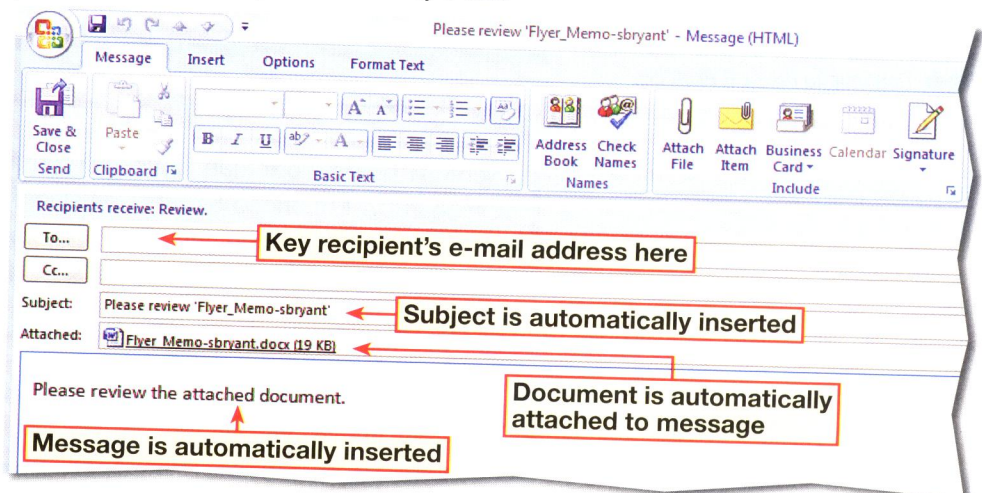 Please review 'Flyer_Memo-sbryant' - Message (HTML)
Message Insert Options Format Text
Save & Close
Paste
B I U ab A
A A
Aa
Address Book
Check Names
Attach File
Attach Item
Business Card
Calendar
Signature
Send Clipboard Basic Text Names Include
Recipients receive: Review.
To... Key recipient's e-mail address here
Cc...
Subject: Please review 'Flyer_Memo-sbryant' Subject is automatically inserted
Attached: Flyer_Memo-sbryant.docx (19 KB)
Please review the attached document.
Document is automatically
attached to message
Message is automatically inserted